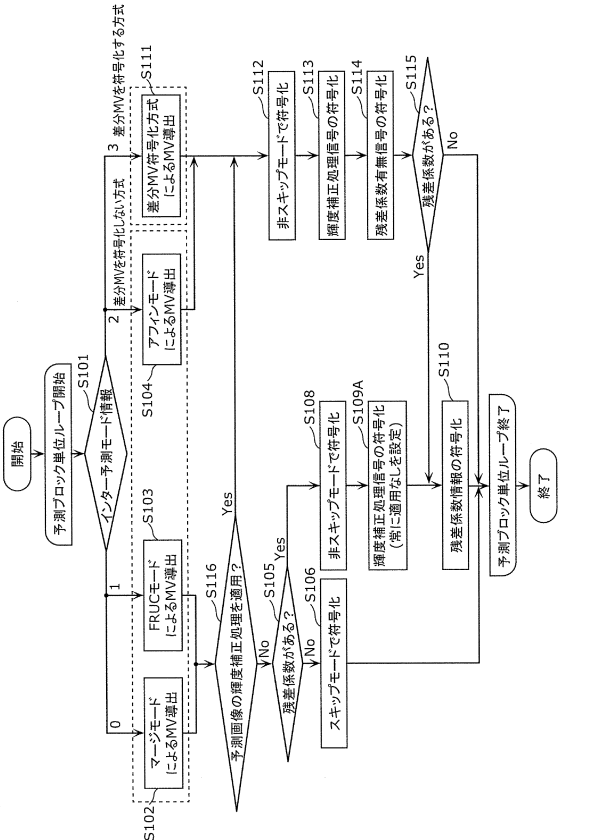 開始
予測ブロック単位ループ開始
S101
インター予測モード情報
0
1
2 差分MVを符号化しない方式
3 差分MVを符号化する方式
S102
マージモード
によるMV導出
S103
FRUCモード
によるMV導出
S104
アフィンモード
によるMV導出
S111
差分MV符号化方式
によるMV導出
S116
予測画像の輝度補正処理を適用?
Yes
No
S105
残差係数がある?
Yes
No
S106
スキップモードで符号化
S108
非スキップモードで符号化
S109A
輝度補正処理信号の符号化
(常に適用なしを設定)
S112
非スキップモードで符号化
S113
輝度補正処理信号の符号化
S114
残差係数有無信号の符号化
S115
残差係数がある?
Yes
No
S110
残差係数情報の符号化
予測ブロック単位ループ終了
終了